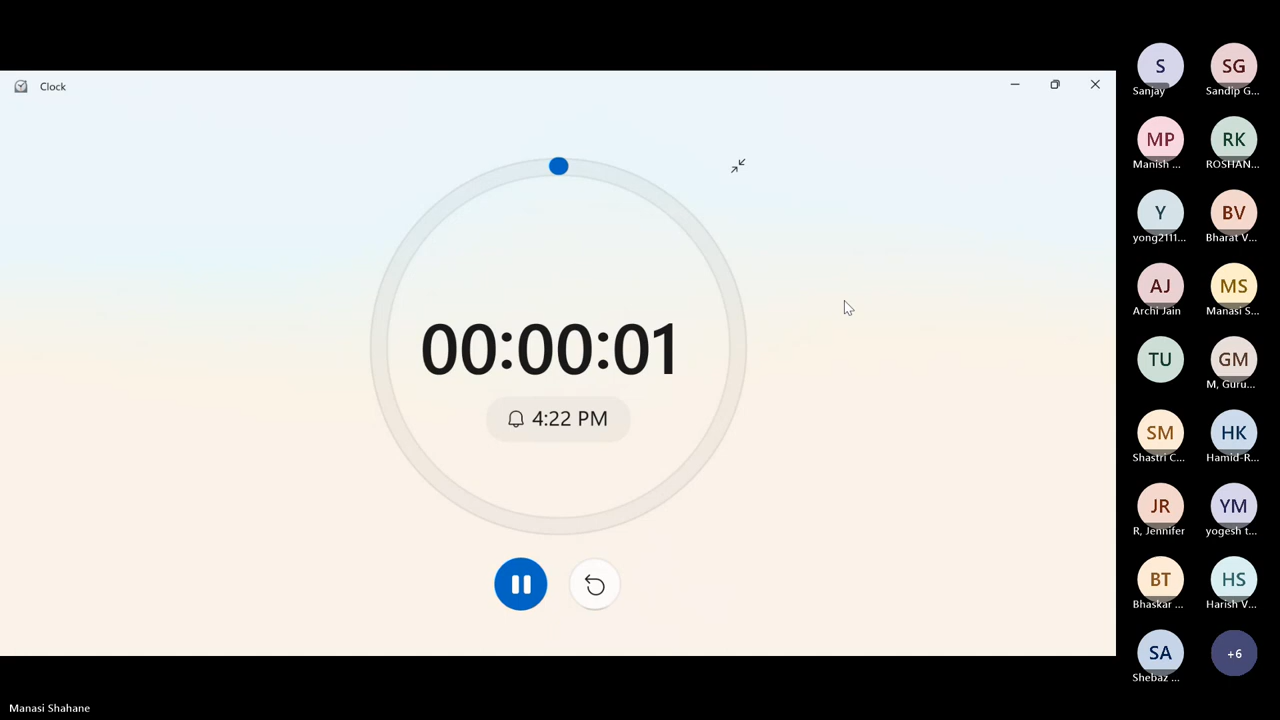 Clock
00:00:01
4:22 PM
S
Sanjay
SG
Sandip G...
MP
Manish ...
RK
ROSHAN...
Y
yong2111...
BV
Bharat V...
AJ
Archi Jain
MS
Manasi S...
TU
GM
M, Guru...
SM
Shastri C...
HK
Hamid-R...
JR
R, Jennifer
YM
yogesh t...
BT
Bhaskar ...
HS
Harish V...
SA
Shebaz ...
+6
Manasi Shahane